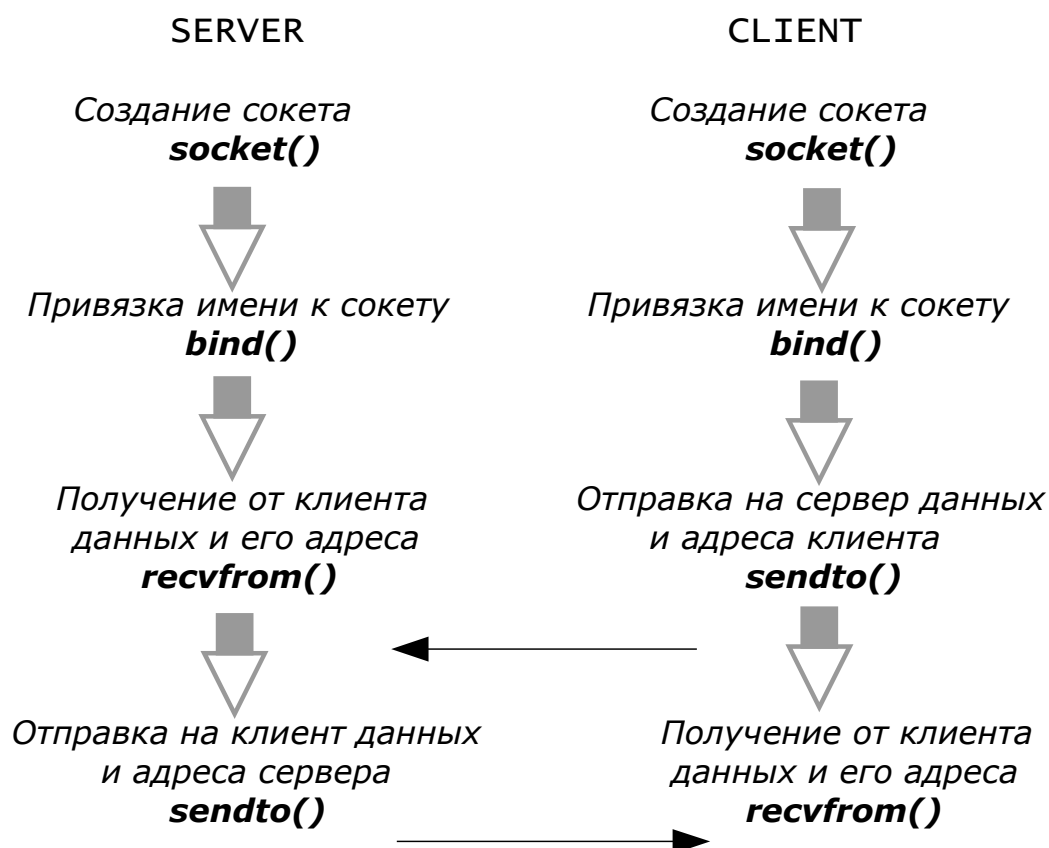 SERVER
CLIENT
Создание сокета
socket()
Создание сокета
socket()
Привязка имени к сокету
bind()
Привязка имени к сокету
bind()
Получение от клиента
данных и его адреса
recvfrom()
Отправка на сервер данных
и адреса клиента
sendto()
Отправка на клиент данных
и адреса сервера
sendto()
Получение от клиента
данных и его адреса
recvfrom()